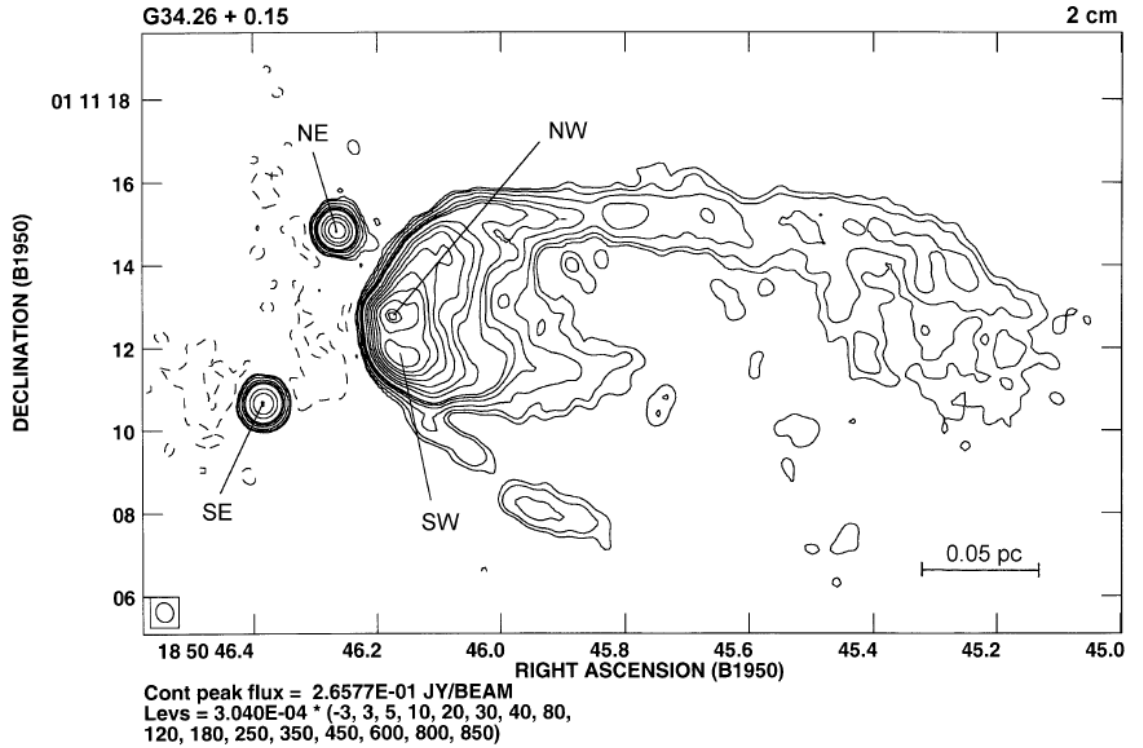 G34.26 + 0.15 2 cm
01 11 18
NE NW
16
14
DECLINATION (B1950)
12
10
SE SW
08
0.05 pc
06
18 50 46.4 46.2 46.0 45.8 45.6 45.4 45.2 45.0
RIGHT ASCENSION (B1950)
Cont peak flux = 2.6577E-01 JY/BEAM
Levs = 3.040E-04 * (-3, 3, 5, 10, 20, 30, 40, 80,
120, 180, 250, 350, 450, 600, 800, 850)